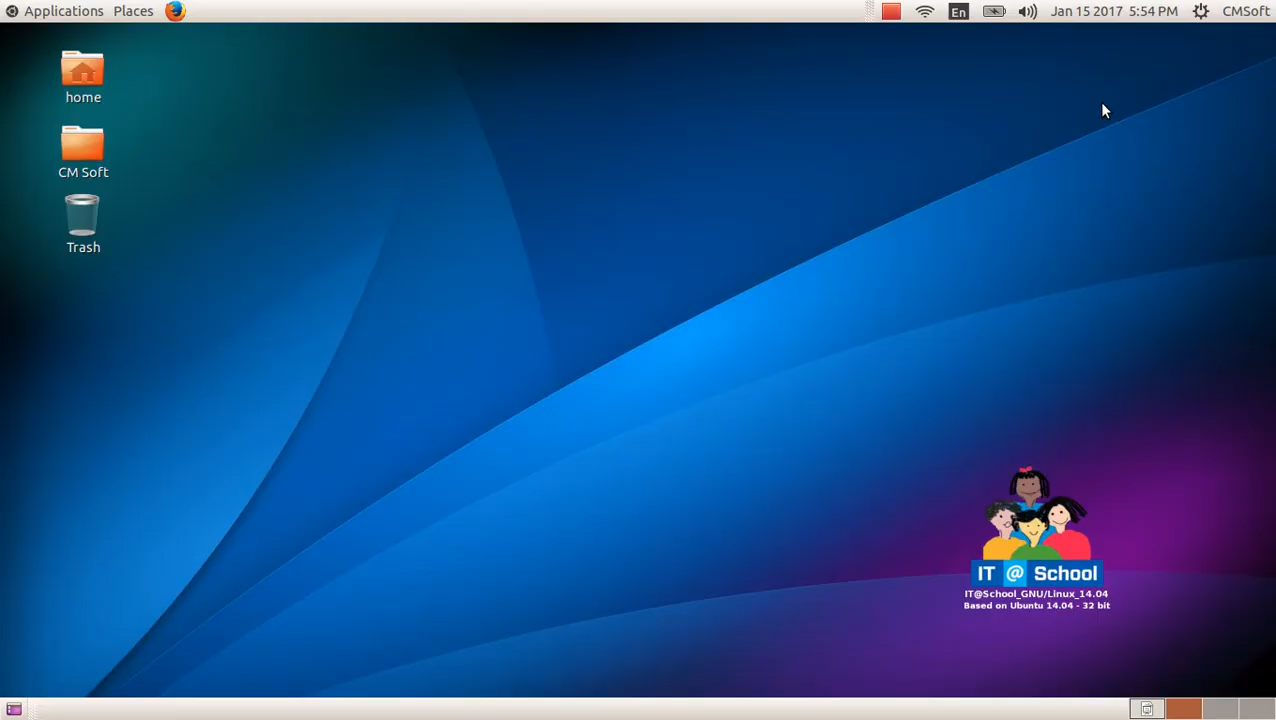 Applications Places
En Jan 15 2017 5:54 PM CMSoft
home
CM Soft
Trash
IT @ School
IT@School_GNU/Linux_14.04
Based on Ubuntu 14.04 - 32 bit